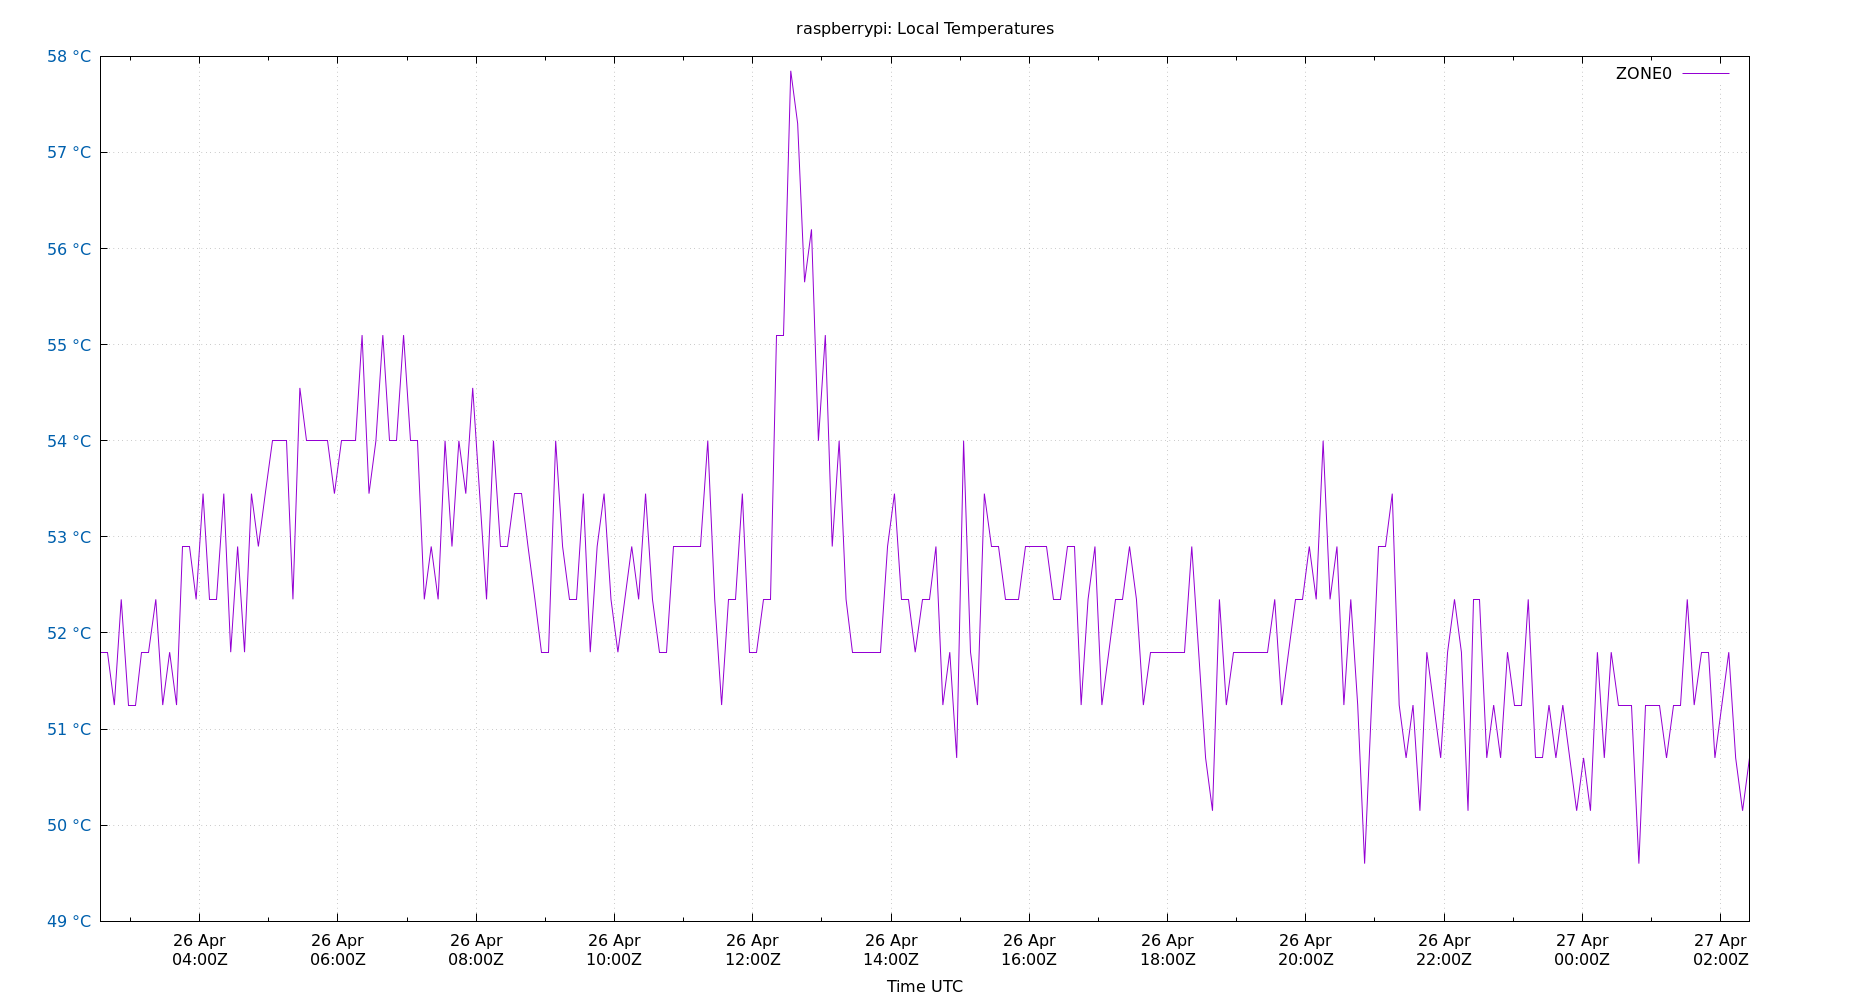 raspberrypi: Local Temperatures
58 °C
ZONE0
57 °C
56 °C
55 °C
54 °C
53 °C
52 °C
51 °C
50 °C
49 °C
26 Apr 26 Apr 26 Apr 26 Apr 26 Apr 26 Apr 26 Apr 26 Apr 26 Apr 26 Apr 27 Apr 27 Apr
04:00Z 06:00Z 08:00Z 10:00Z 12:00Z 14:00Z 16:00Z 18:00Z 20:00Z 22:00Z 00:00Z 02:00Z
Time UTC